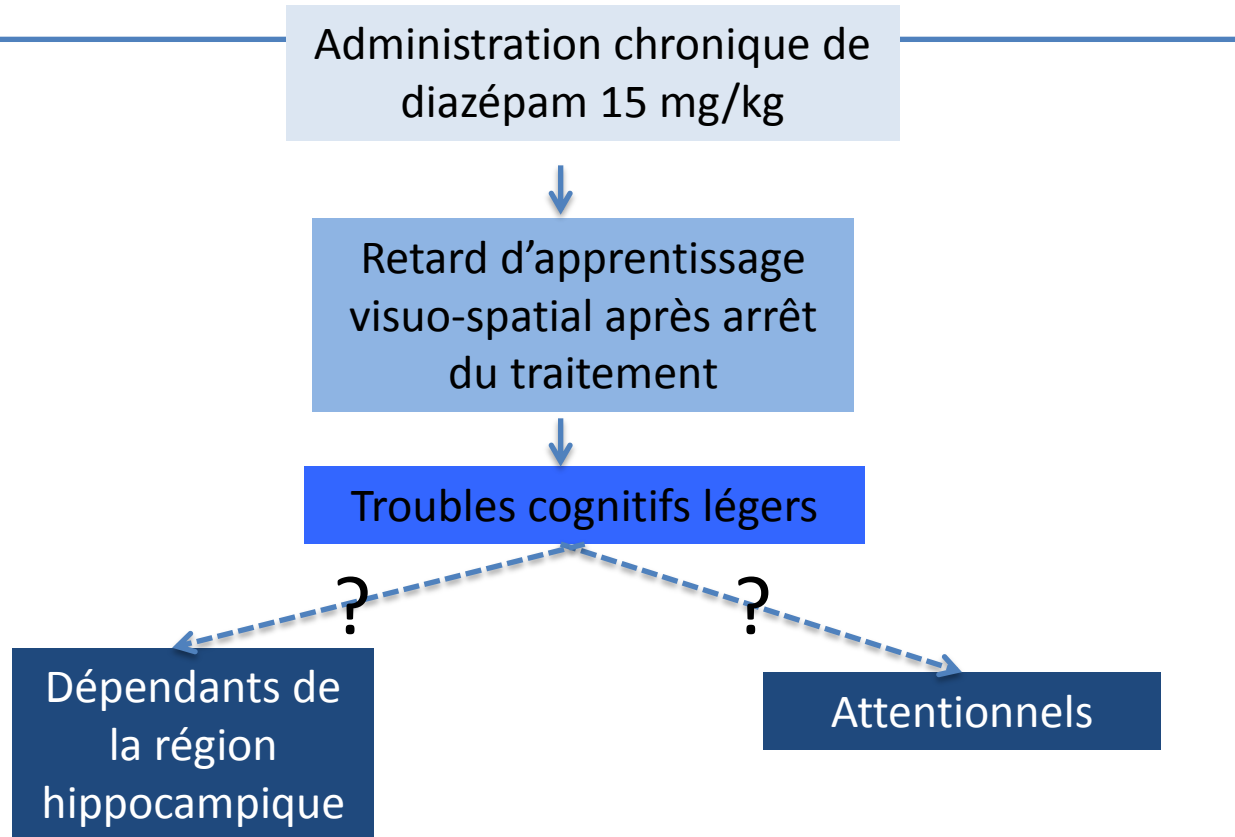 Administration chronique de
diazépam 15 mg/kg
Retard d'apprentissage
visuo-spatial après arrêt
du traitement
Troubles cognitifs légers
?
?
Dépendants de
la région
hippocampique
Attentionnels